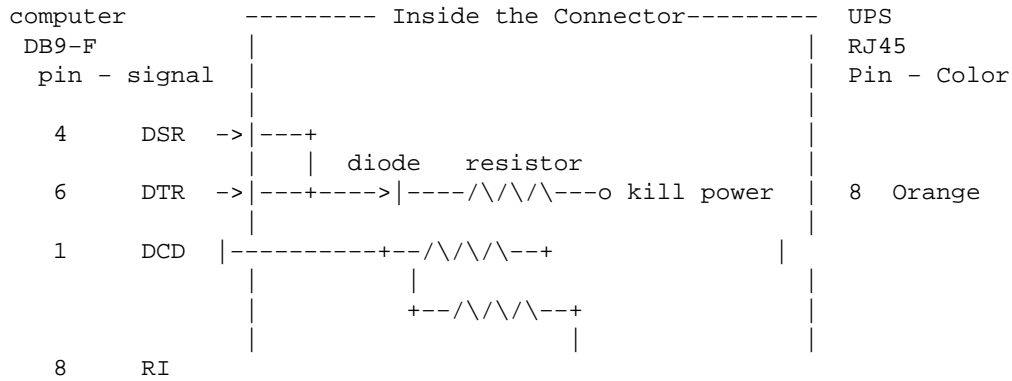 computer --------- Inside the Connector--------- UPS
DB9-F | | RJ45
pin - signal | | Pin - Color
| |
| |
4 DSR ->|---+ |
| | diode resistor |
6 DTR ->|---+---->|----/\/\/\---o kill power | 8 Orange
| |
1 DCD |----------+--/\/\/\--+ |
| | |
| +--/\/\/\--+ |
| | |
8 RI